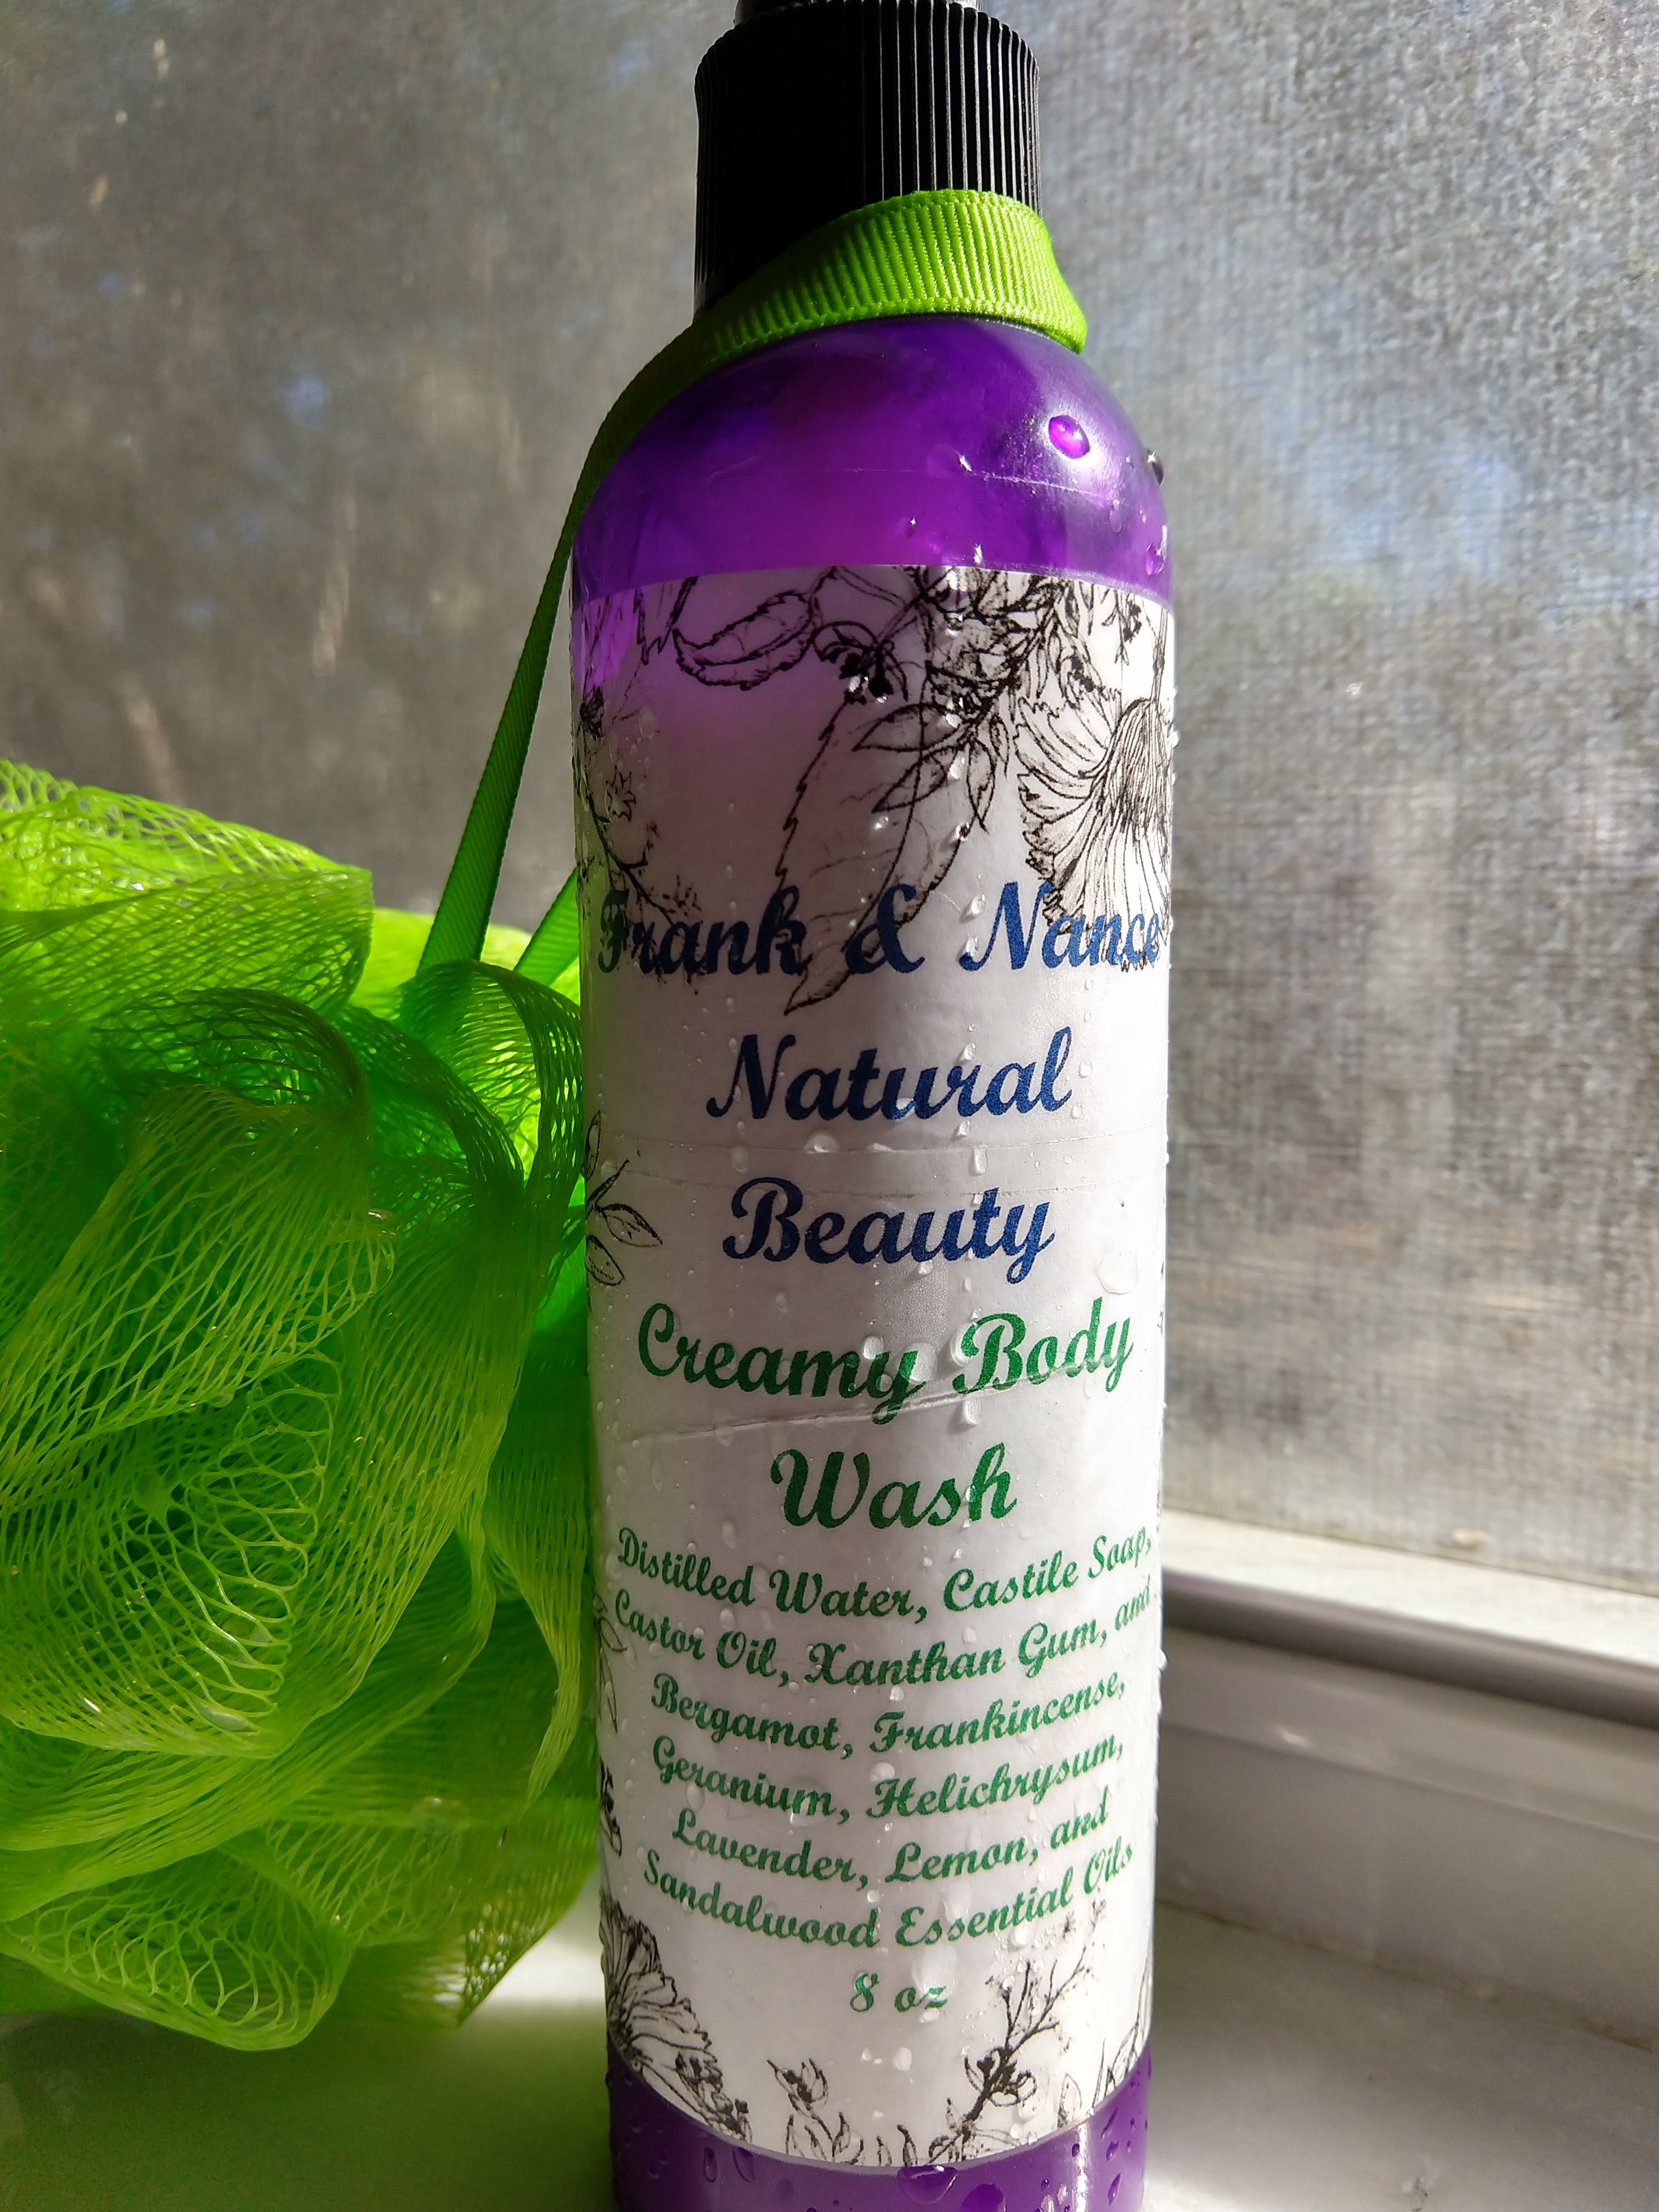 Frank & Nance
Natural
Beauty
Creamy Body
Wash
Distilled Water, Castile Soap,
Castor Oil, Xanthan Gum, and
Bergamot, Frankincense,
Geranium, Helichrysum,
Lavender, Lemon, and
Sandalwood Essential Oils
8 oz